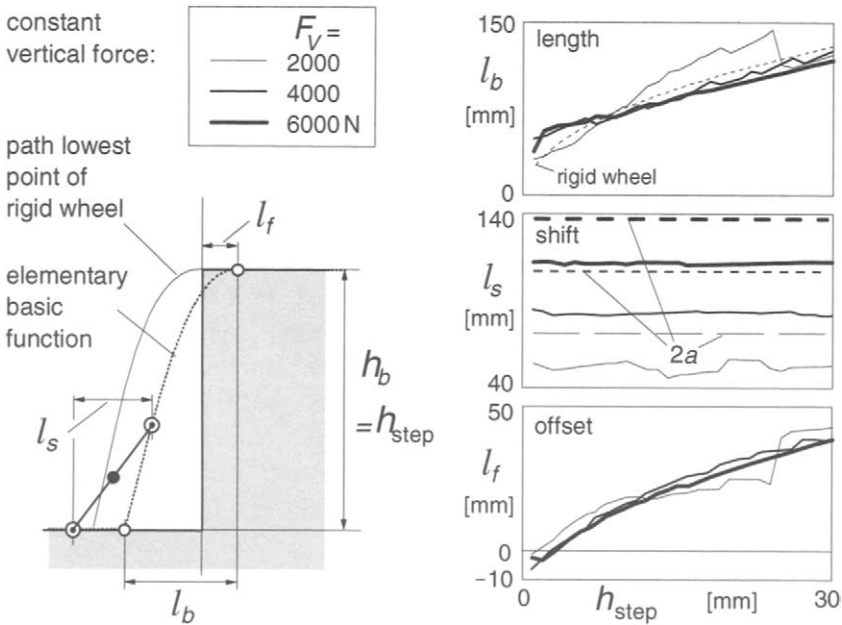 constant
vertical force:
F_V =
2000
4000
6000 N
path lowest
point of
rigid wheel
elementary
basic
function
l_f
l_s
h_b
= h_step
l_b
150
length
l_b
[mm]
rigid wheel
0
140
shift
l_s
[mm]
2a
40
50
offset
l_f
[mm]
0
−10
0
h_step
[mm]
30